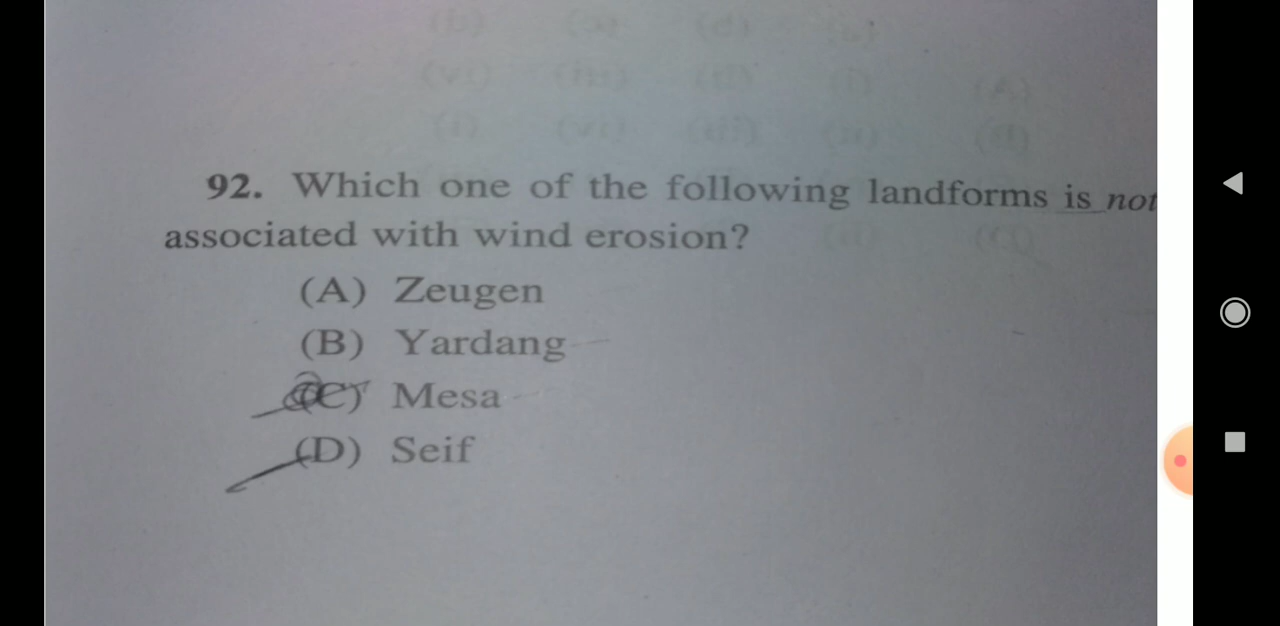 92. Which one of the following landforms is not
associated with wind erosion?
(A) Zeugen
(B) Yardang
(C) Mesa
(D) Seif